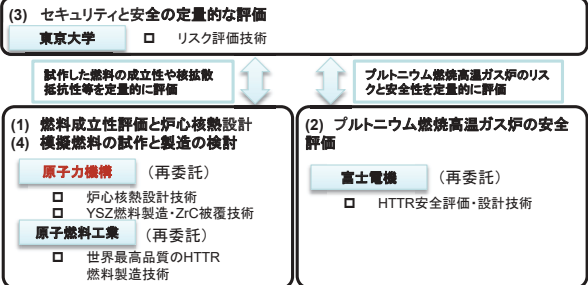 (3) セキュリティと安全の定量的な評価
東京大学
□ リスク評価技術
試作した燃料の成立性や核拡散
抵抗性等を定量的に評価
プルトニウム燃焼高温ガス炉のリス
クと安全性を定量的に評価
(1) 燃料成立性評価と炉心核熱設計
(4) 模擬燃料の試作と製造の検討
原子力機構 (再委託)
□ 炉心核熱設計技術
□ YSZ燃料製造・ZrC被覆技術
原子燃料工業 (再委託)
□ 世界最高品質のHTTR
燃料製造技術
(2) プルトニウム燃焼高温ガス炉の安全
評価
富士電機 (再委託)
□ HTTR安全評価・設計技術